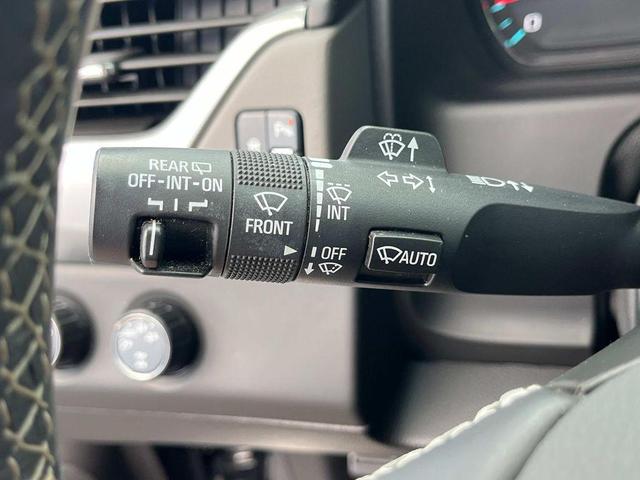 REAR
OFF-INT-ON
FRONT
INT
OFF
AUTO